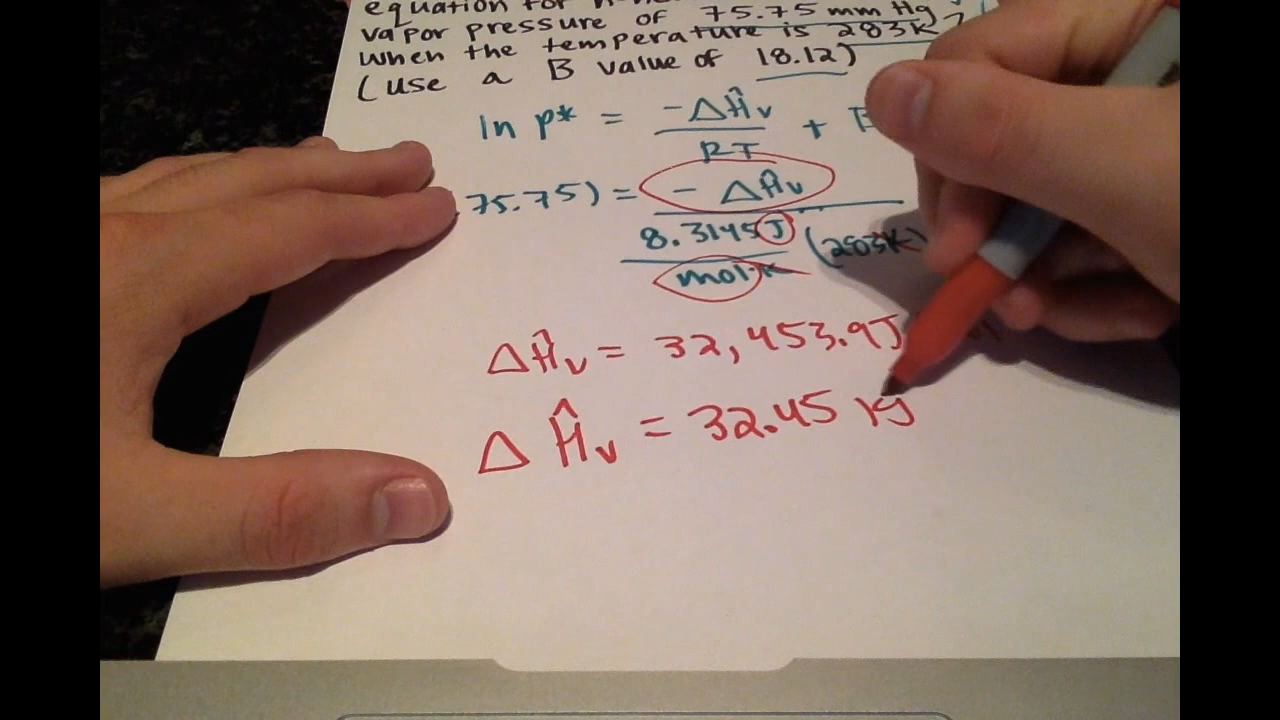 equation for
vapor pressure of 75.75 mm Hg
when the temperature is 283K?
(use a B value of 18.12)
ln p* = -ΔĤv / RT +
75.75) = -ΔĤv
8.3145J (283K)
mol·K
ΔĤv = 32,453.9J
ΔĤv = 32.45 kJ